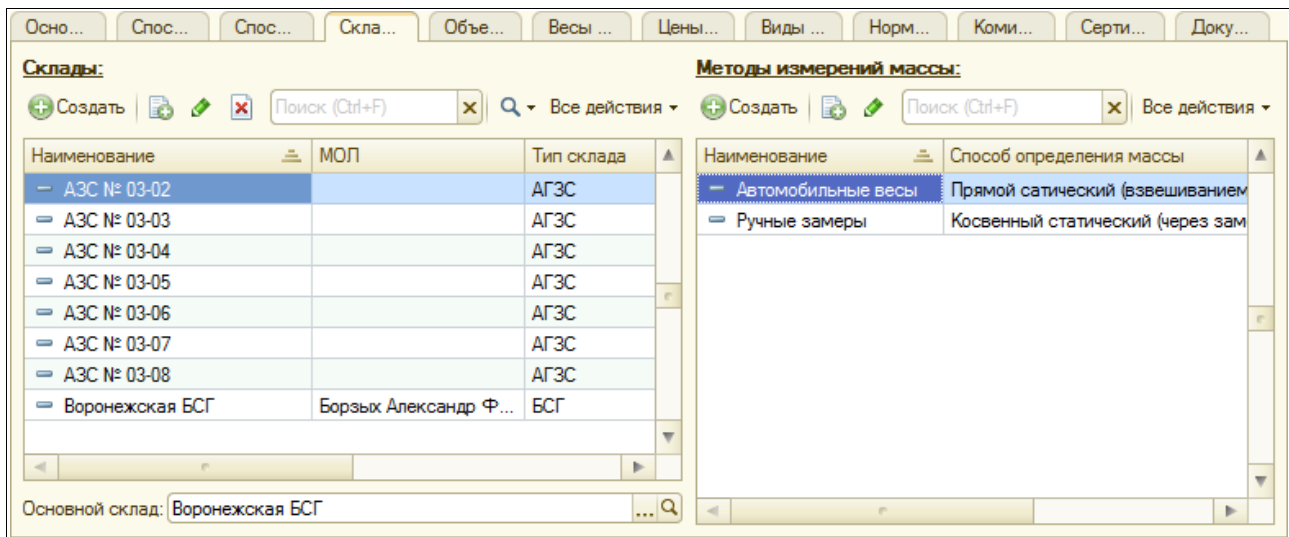 Осно... Спос... Спос... Скла... Объе... Весы ... Цены... Виды ... Норм... Коми... Серти... Доку...
Склады:
Создать Поиск (Ctrl+F) Все действия
Наименование МОЛ Тип склада
АЗС № 03-02 АГЗС
АЗС № 03-03 АГЗС
АЗС № 03-04 АГЗС
АЗС № 03-05 АГЗС
АЗС № 03-06 АГЗС
АЗС № 03-07 АГЗС
АЗС № 03-08 АГЗС
Воронежская БСГ Борзых Александр Ф... БСГ
Основной склад: Воронежская БСГ ...
Методы измерений массы:
Создать Поиск (Ctrl+F) Все действия
Наименование Способ определения массы
Автомобильные весы Прямой сатический (взвешиванием
Ручные замеры Косвенный статический (через зам